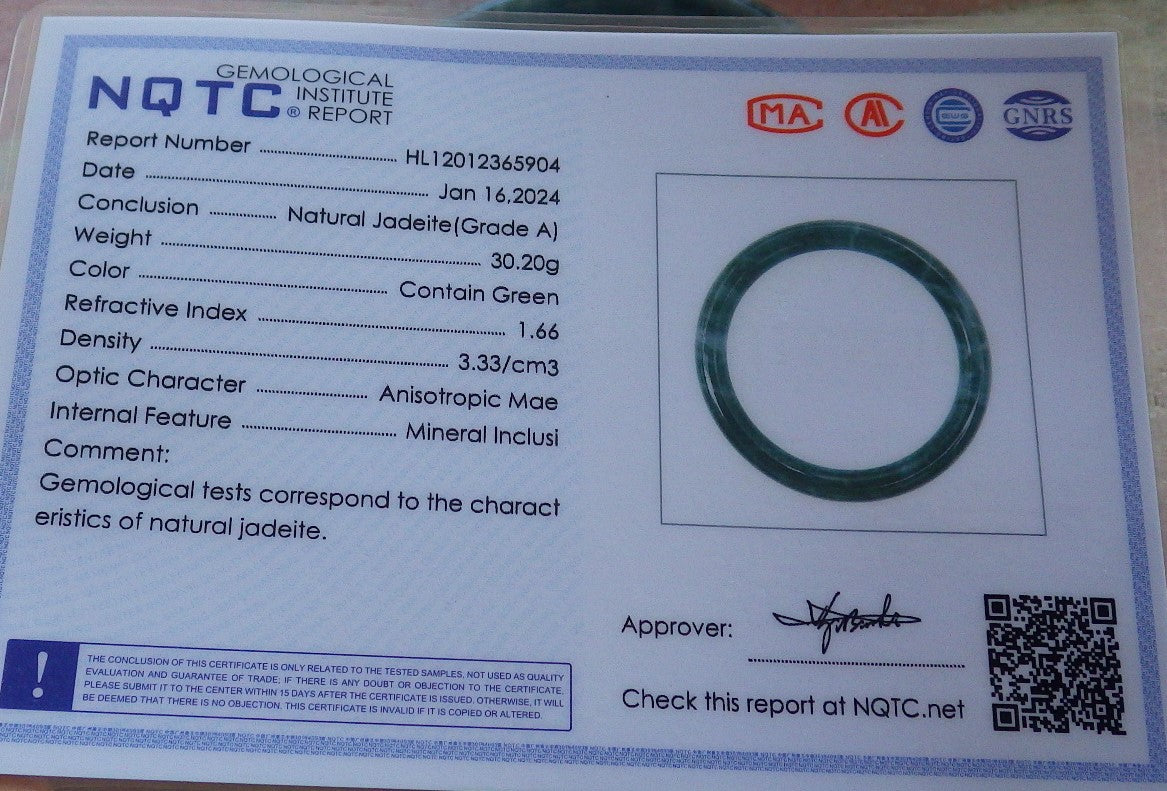 GEMOLOGICAL
NQTC® INSTITUTE
REPORT
MA
GNRS
Report Number ........................ HL12012365904
Date ........................ Jan 16,2024
Conclusion ............ Natural Jadeite(Grade A)
Weight ........................ 30.20g
Color ........................ Contain Green
Refractive Index ........................ 1.66
Density ........................ 3.33/cm3
Optic Character ............ Anisotropic Mae
Internal Feature ............ Mineral Inclusi
Comment:
Gemological tests correspond to the charact
eristics of natural jadeite.
! THE CONCLUSION OF THIS CERTIFICATE IS ONLY RELATED TO THE TESTED SAMPLES, NOT USED AS QUALITY
EVALUATION AND GUARANTEE OF TRADE; IF THERE IS ANY DOUBT OR OBJECTION TO THE CERTIFICATE,
PLEASE SUBMIT IT TO THE CENTER WITHIN 15 DAYS AFTER THE CERTIFICATE IS ISSUED, OTHERWISE, IT WILL
BE DEEMED THAT THERE IS NO OBJECTION. THIS CERTIFICATE IS INVALID IF IT IS COPIED OR ALTERED.
Approver:
Check this report at NQTC.net